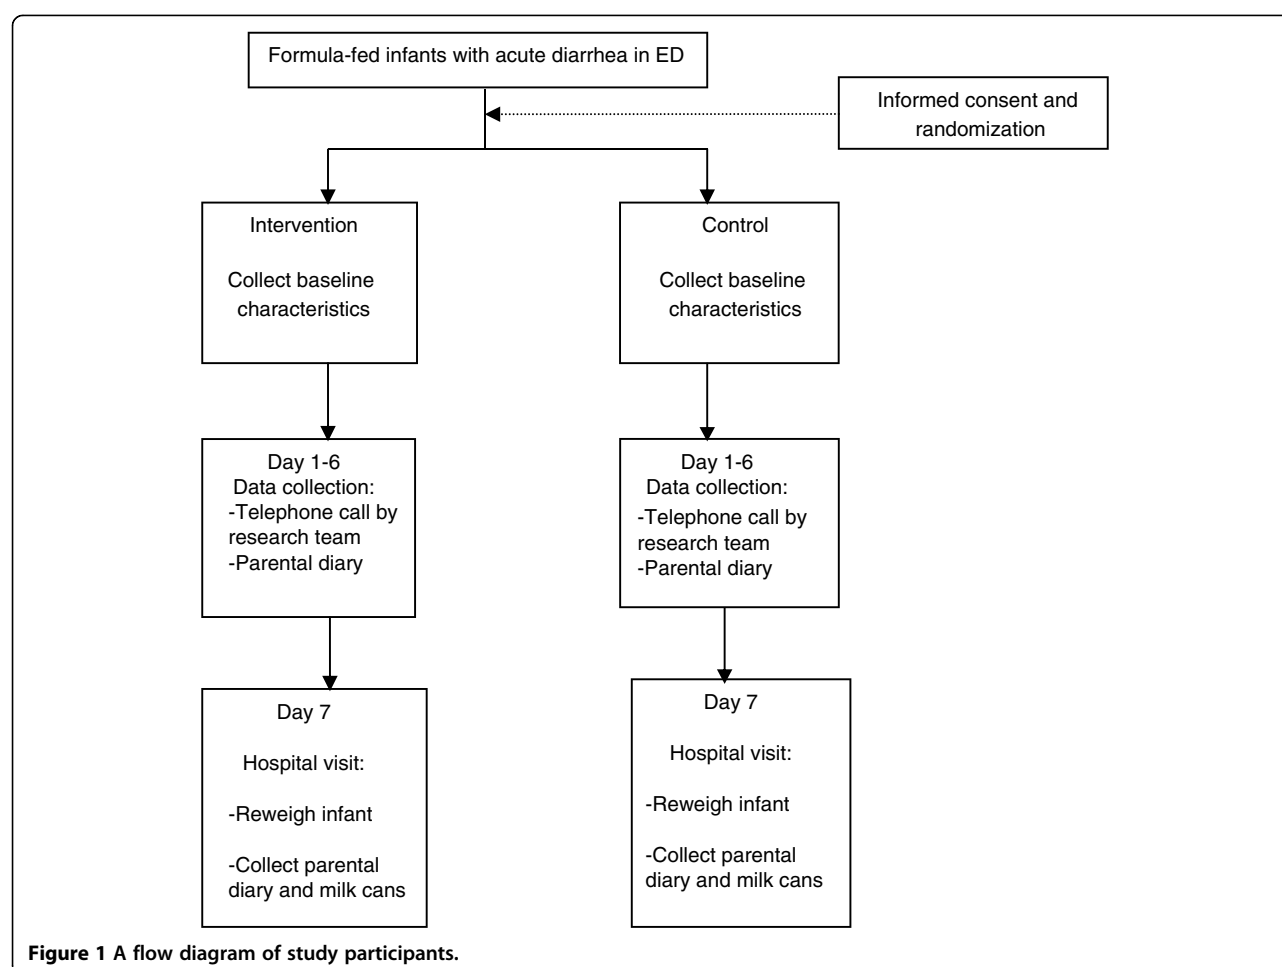 Formula-fed infants with acute diarrhea in ED
Informed consent and
randomization
Intervention
Collect baseline
characteristics
Control
Collect baseline
characteristics
Day 1-6
Data collection:
-Telephone call by
research team
-Parental diary
Day 1-6
Data collection:
-Telephone call by
research team
-Parental diary
Day 7
Hospital visit:
-Reweigh infant
-Collect parental
diary and milk cans
Day 7
Hospital visit:
-Reweigh infant
-Collect parental
diary and milk cans
Figure 1 A flow diagram of study participants.